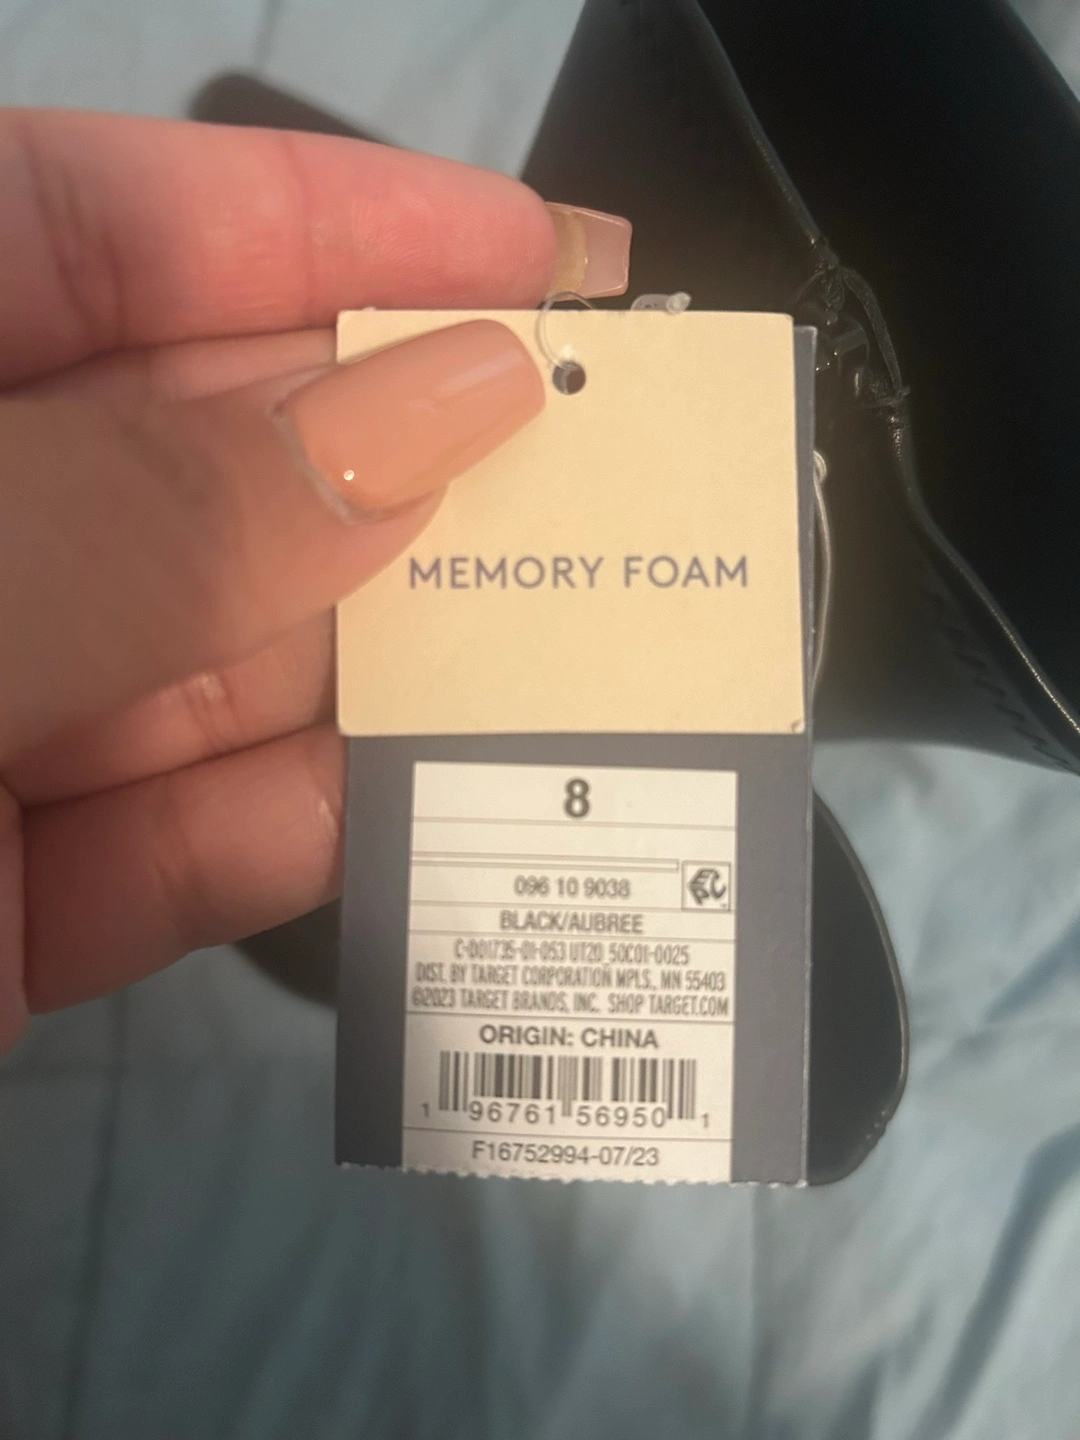 MEMORY FOAM
8
096 10 9038
BLACK/AUBREE
C-001735-01-053 UT20 50C01-0025
DIST. BY TARGET CORPORATION MPLS., MN 55403
©2023 TARGET BRANDS, INC. SHOP TARGET.COM
ORIGIN: CHINA
1 96761 56950 1
F16752994-07/23